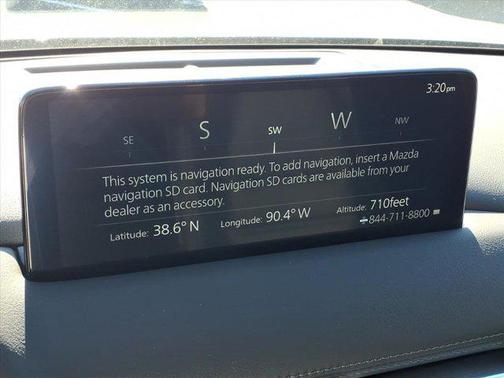 3:20pm
SE S SW W NW
This system is navigation ready. To add navigation, insert a Mazda
navigation SD card. Navigation SD cards are available from your
dealer as an accessory.
Latitude: 38.6° N Longitude: 90.4° W Altitude: 710feet
844-711-8800